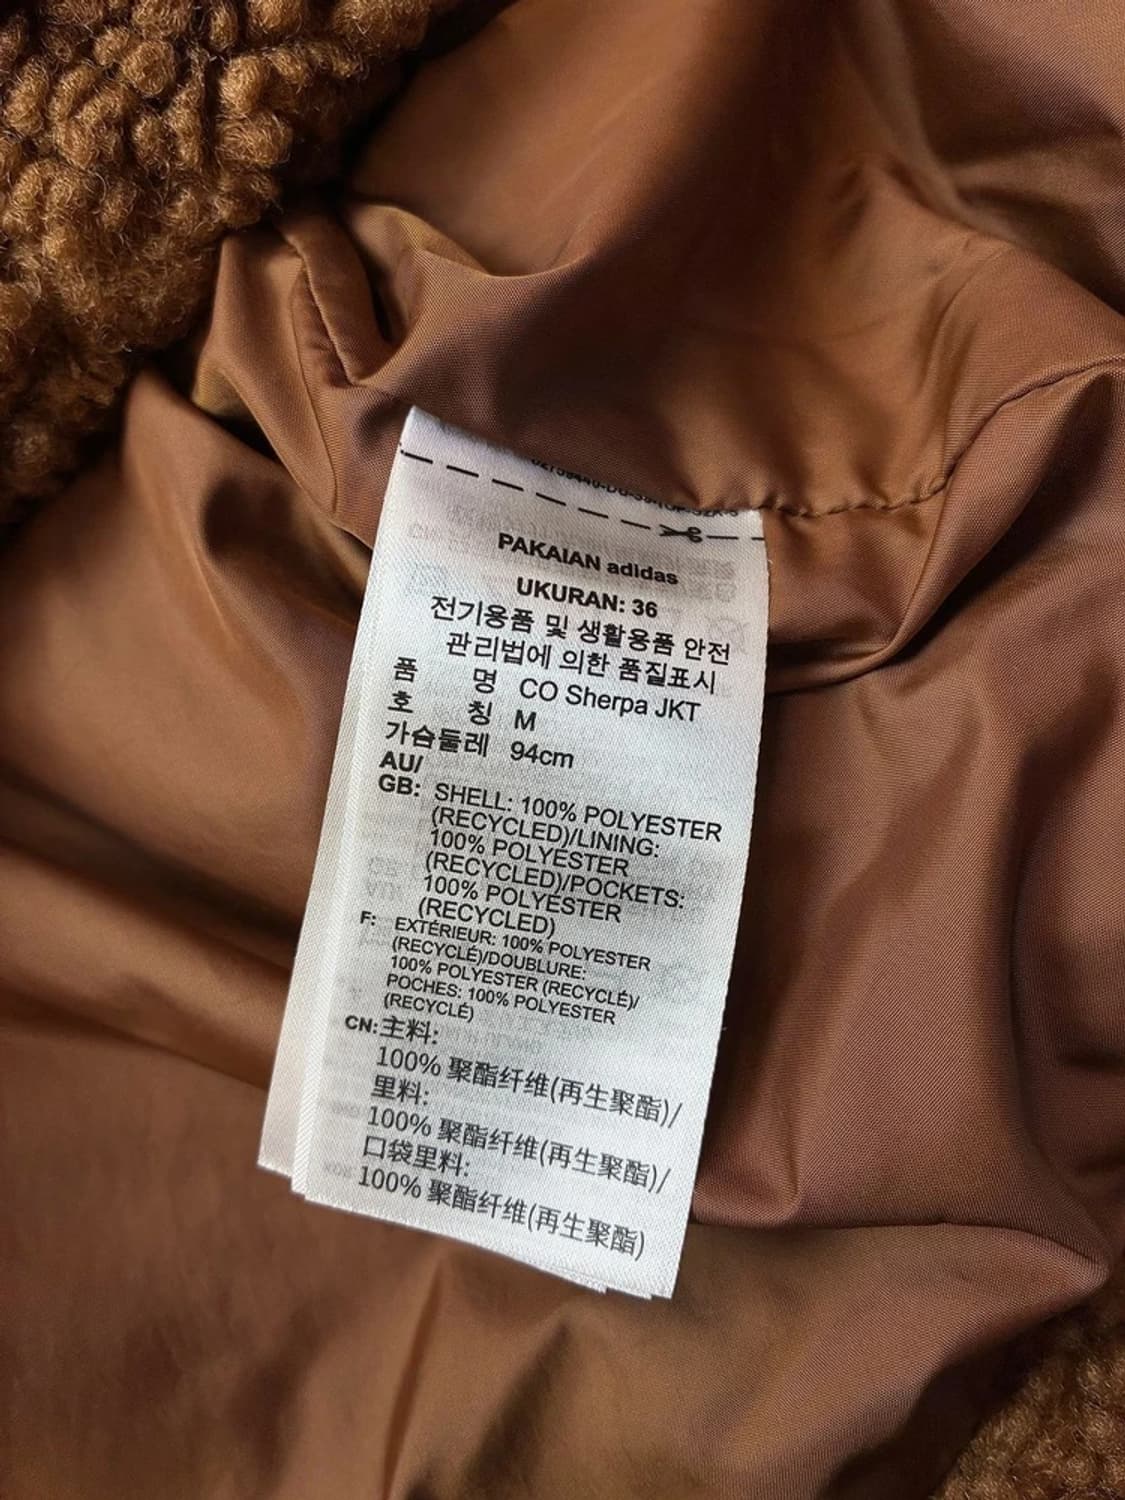 PAKAIAN adidas
UKURAN: 36
전기용품 및 생활용품 안전
관리법에 의한 품질표시
품 명 CO Sherpa JKT
호 칭 M
가슴둘레 94cm
AU/
GB: SHELL: 100% POLYESTER
(RECYCLED)/LINING:
100% POLYESTER
(RECYCLED)/POCKETS:
100% POLYESTER
(RECYCLED)
F: EXTÉRIEUR: 100% POLYESTER
(RECYCLÉ)/DOUBLURE:
100% POLYESTER (RECYCLÉ)/
POCHES: 100% POLYESTER
(RECYCLÉ)
CN: 主料:
100% 聚酯纤维(再生聚酯)/
里料:
100% 聚酯纤维(再生聚酯)/
口袋里料:
100% 聚酯纤维(再生聚酯)